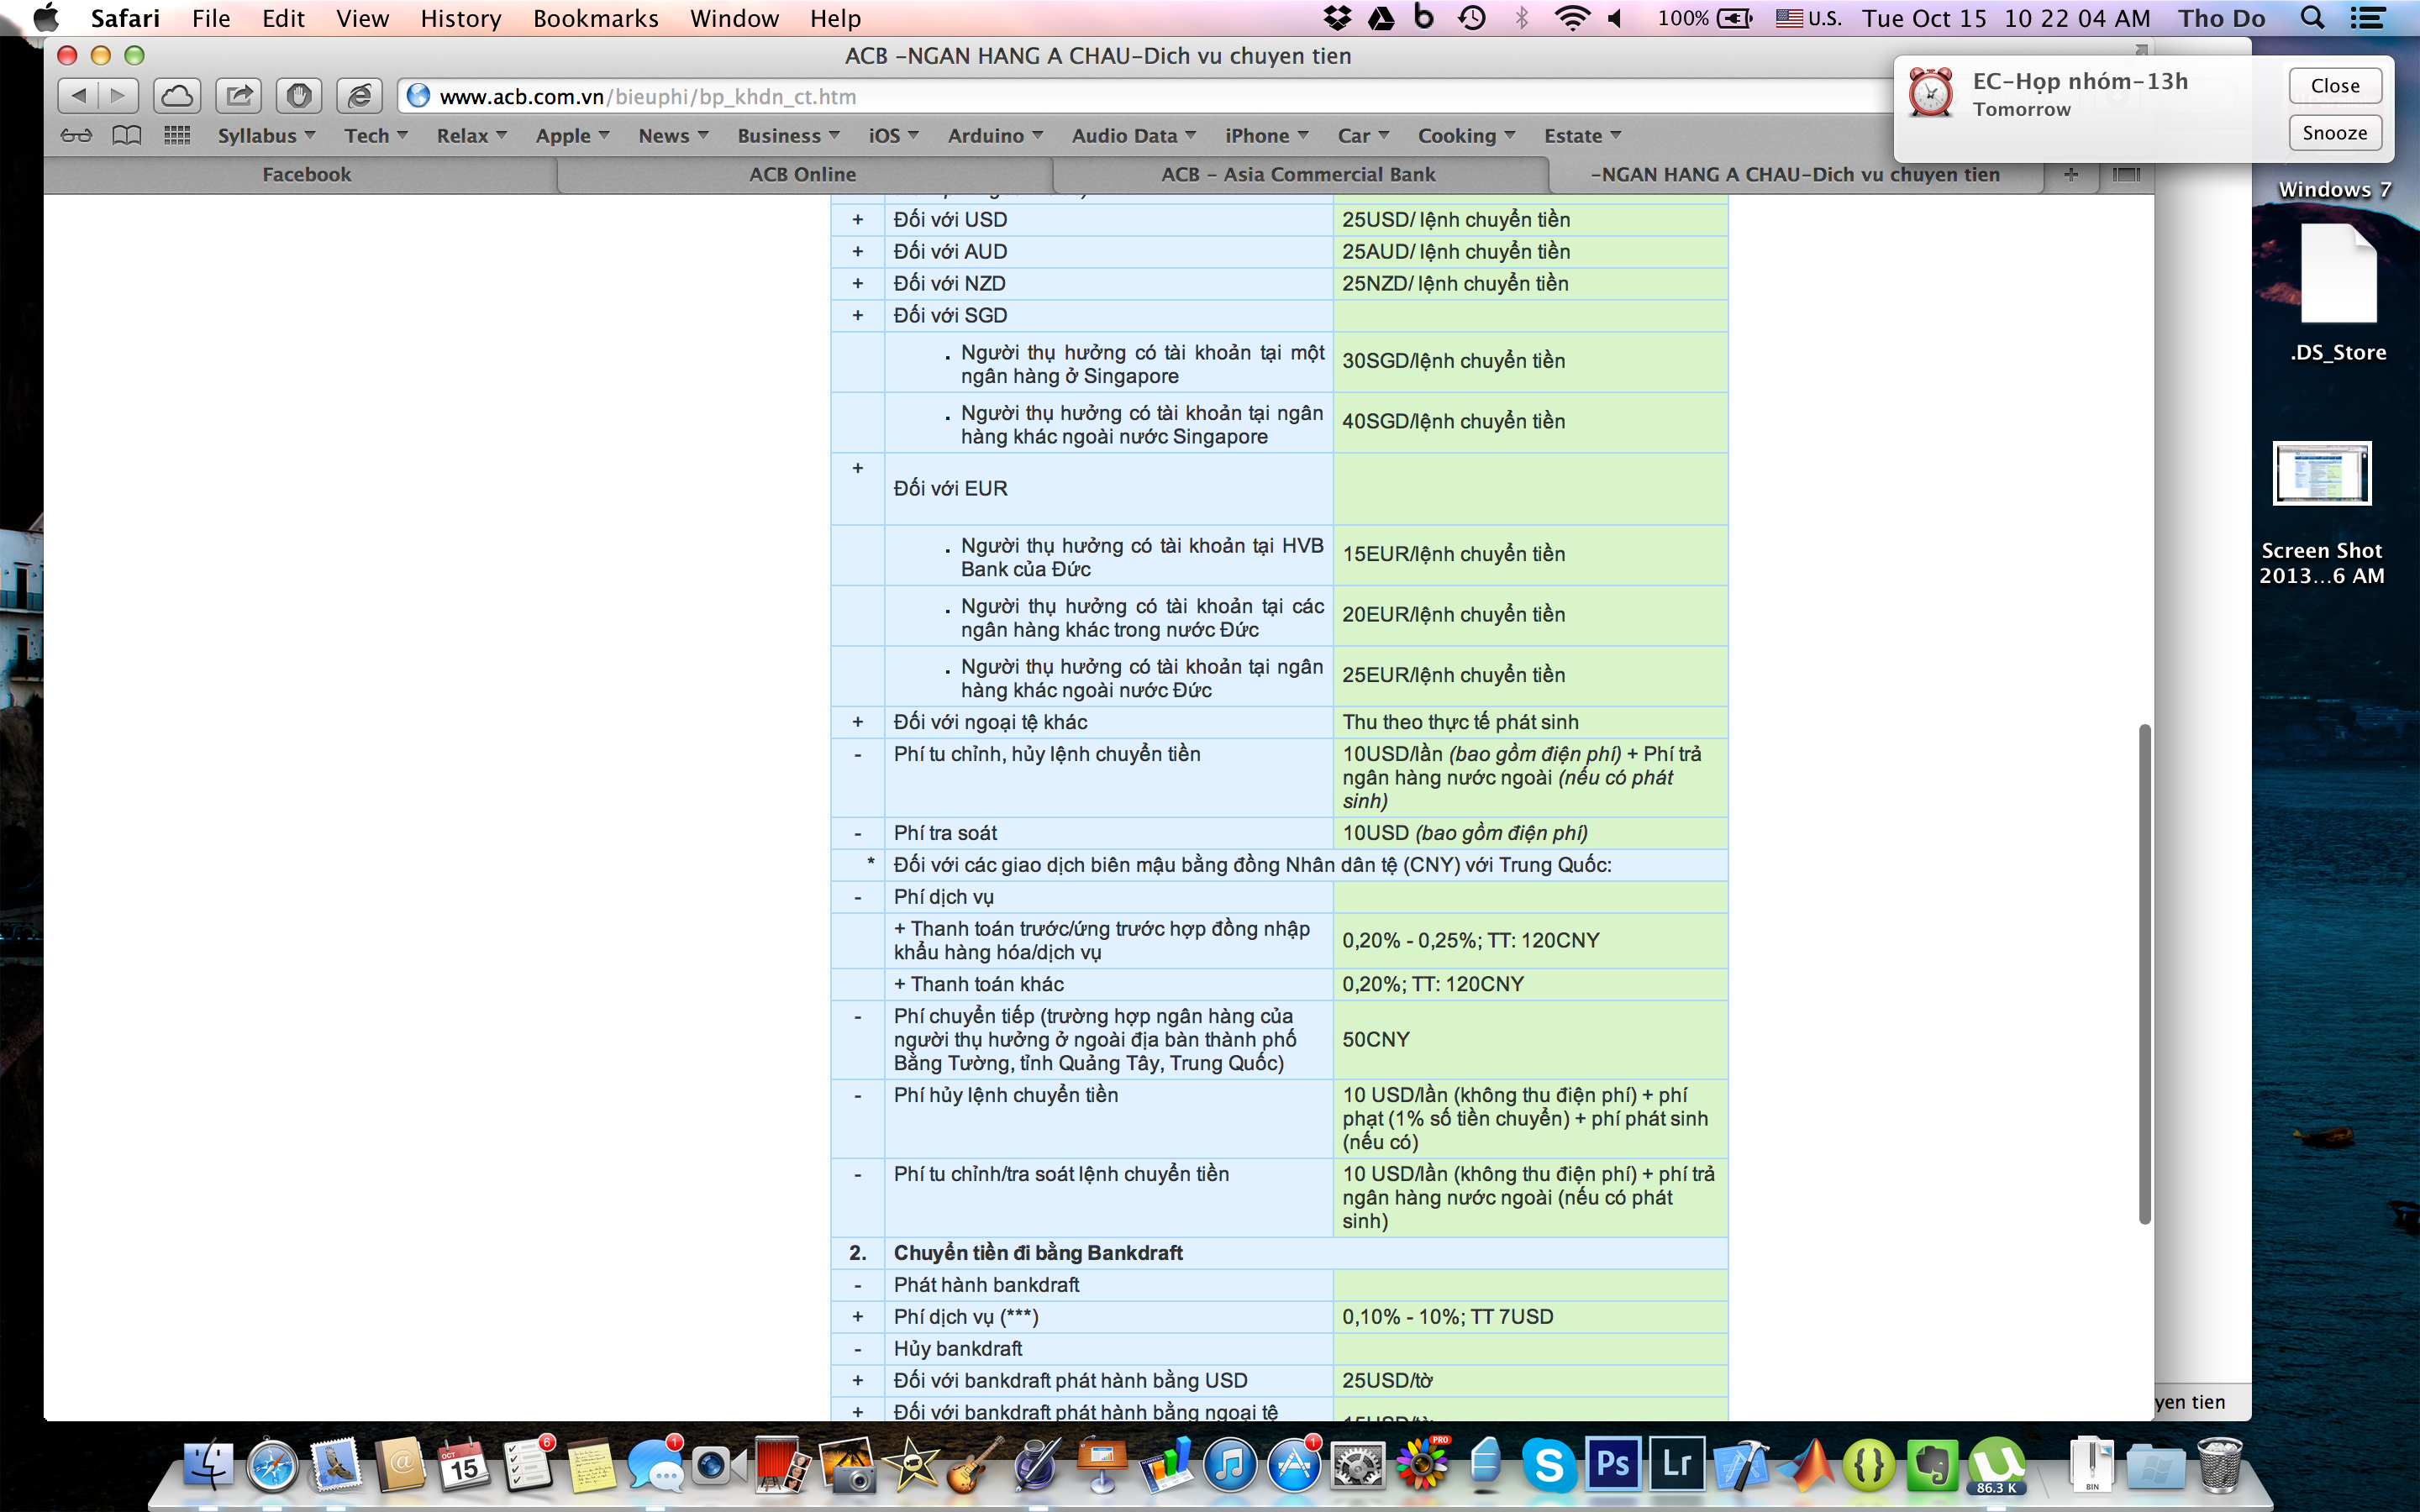 Safari File Edit View History Bookmarks Window Help 100% U.S. Tue Oct 15 10 22 04 AM Tho Do
ACB -NGAN HANG A CHAU-Dich vu chuyen tien
www.acb.com.vn/bieuphi/bp_khdn_ct.htm
EC-Họp nhóm-13h
Tomorrow
Close
Snooze
Syllabus Tech Relax Apple News Business iOS Arduino Audio Data iPhone Car Cooking Estate
Facebook ACB Online ACB - Asia Commercial Bank -NGAN HANG A CHAU-Dich vu chuyen tien +
Windows 7
.DS_Store
Screen Shot
2013...6 AM
+ Đối với USD 25USD/ lệnh chuyển tiền
+ Đối với AUD 25AUD/ lệnh chuyển tiền
+ Đối với NZD 25NZD/ lệnh chuyển tiền
+ Đối với SGD
. Người thụ hưởng có tài khoản tại một
ngân hàng ở Singapore
30SGD/lệnh chuyển tiền
. Người thụ hưởng có tài khoản tại ngân
hàng khác ngoài nước Singapore
40SGD/lệnh chuyển tiền
+ Đối với EUR
. Người thụ hưởng có tài khoản tại HVB
Bank của Đức
15EUR/lệnh chuyển tiền
. Người thụ hưởng có tài khoản tại các
ngân hàng khác trong nước Đức
20EUR/lệnh chuyển tiền
. Người thụ hưởng có tài khoản tại ngân
hàng khác ngoài nước Đức
25EUR/lệnh chuyển tiền
+ Đối với ngoại tệ khác Thu theo thực tế phát sinh
- Phí tu chỉnh, hủy lệnh chuyển tiền
10USD/lần (bao gồm điện phí) + Phí trả
ngân hàng nước ngoài (nếu có phát
sinh)
- Phí tra soát 10USD (bao gồm điện phí)
* Đối với các giao dịch biên mậu bằng đồng Nhân dân tệ (CNY) với Trung Quốc:
- Phí dịch vụ
+ Thanh toán trước/ứng trước hợp đồng nhập
khẩu hàng hóa/dịch vụ
0,20% - 0,25%; TT: 120CNY
+ Thanh toán khác 0,20%; TT: 120CNY
- Phí chuyển tiếp (trường hợp ngân hàng của
người thụ hưởng ở ngoài địa bàn thành phố
Bằng Tường, tỉnh Quảng Tây, Trung Quốc)
50CNY
- Phí hủy lệnh chuyển tiền
10 USD/lần (không thu điện phí) + phí
phạt (1% số tiền chuyển) + phí phát sinh
(nếu có)
- Phí tu chỉnh/tra soát lệnh chuyển tiền
10 USD/lần (không thu điện phí) + phí trả
ngân hàng nước ngoài (nếu có phát
sinh)
2. Chuyển tiền đi bằng Bankdraft
- Phát hành bankdraft
+ Phí dịch vụ (***) 0,10% - 10%; TT 7USD
- Hủy bankdraft
+ Đối với bankdraft phát hành bằng USD 25USD/tờ
+ Đối với bankdraft phát hành bằng ngoại tệ
yen tien
OCT
15
6
1
1
PRO
Ps
Lr
86.3 K
BIN